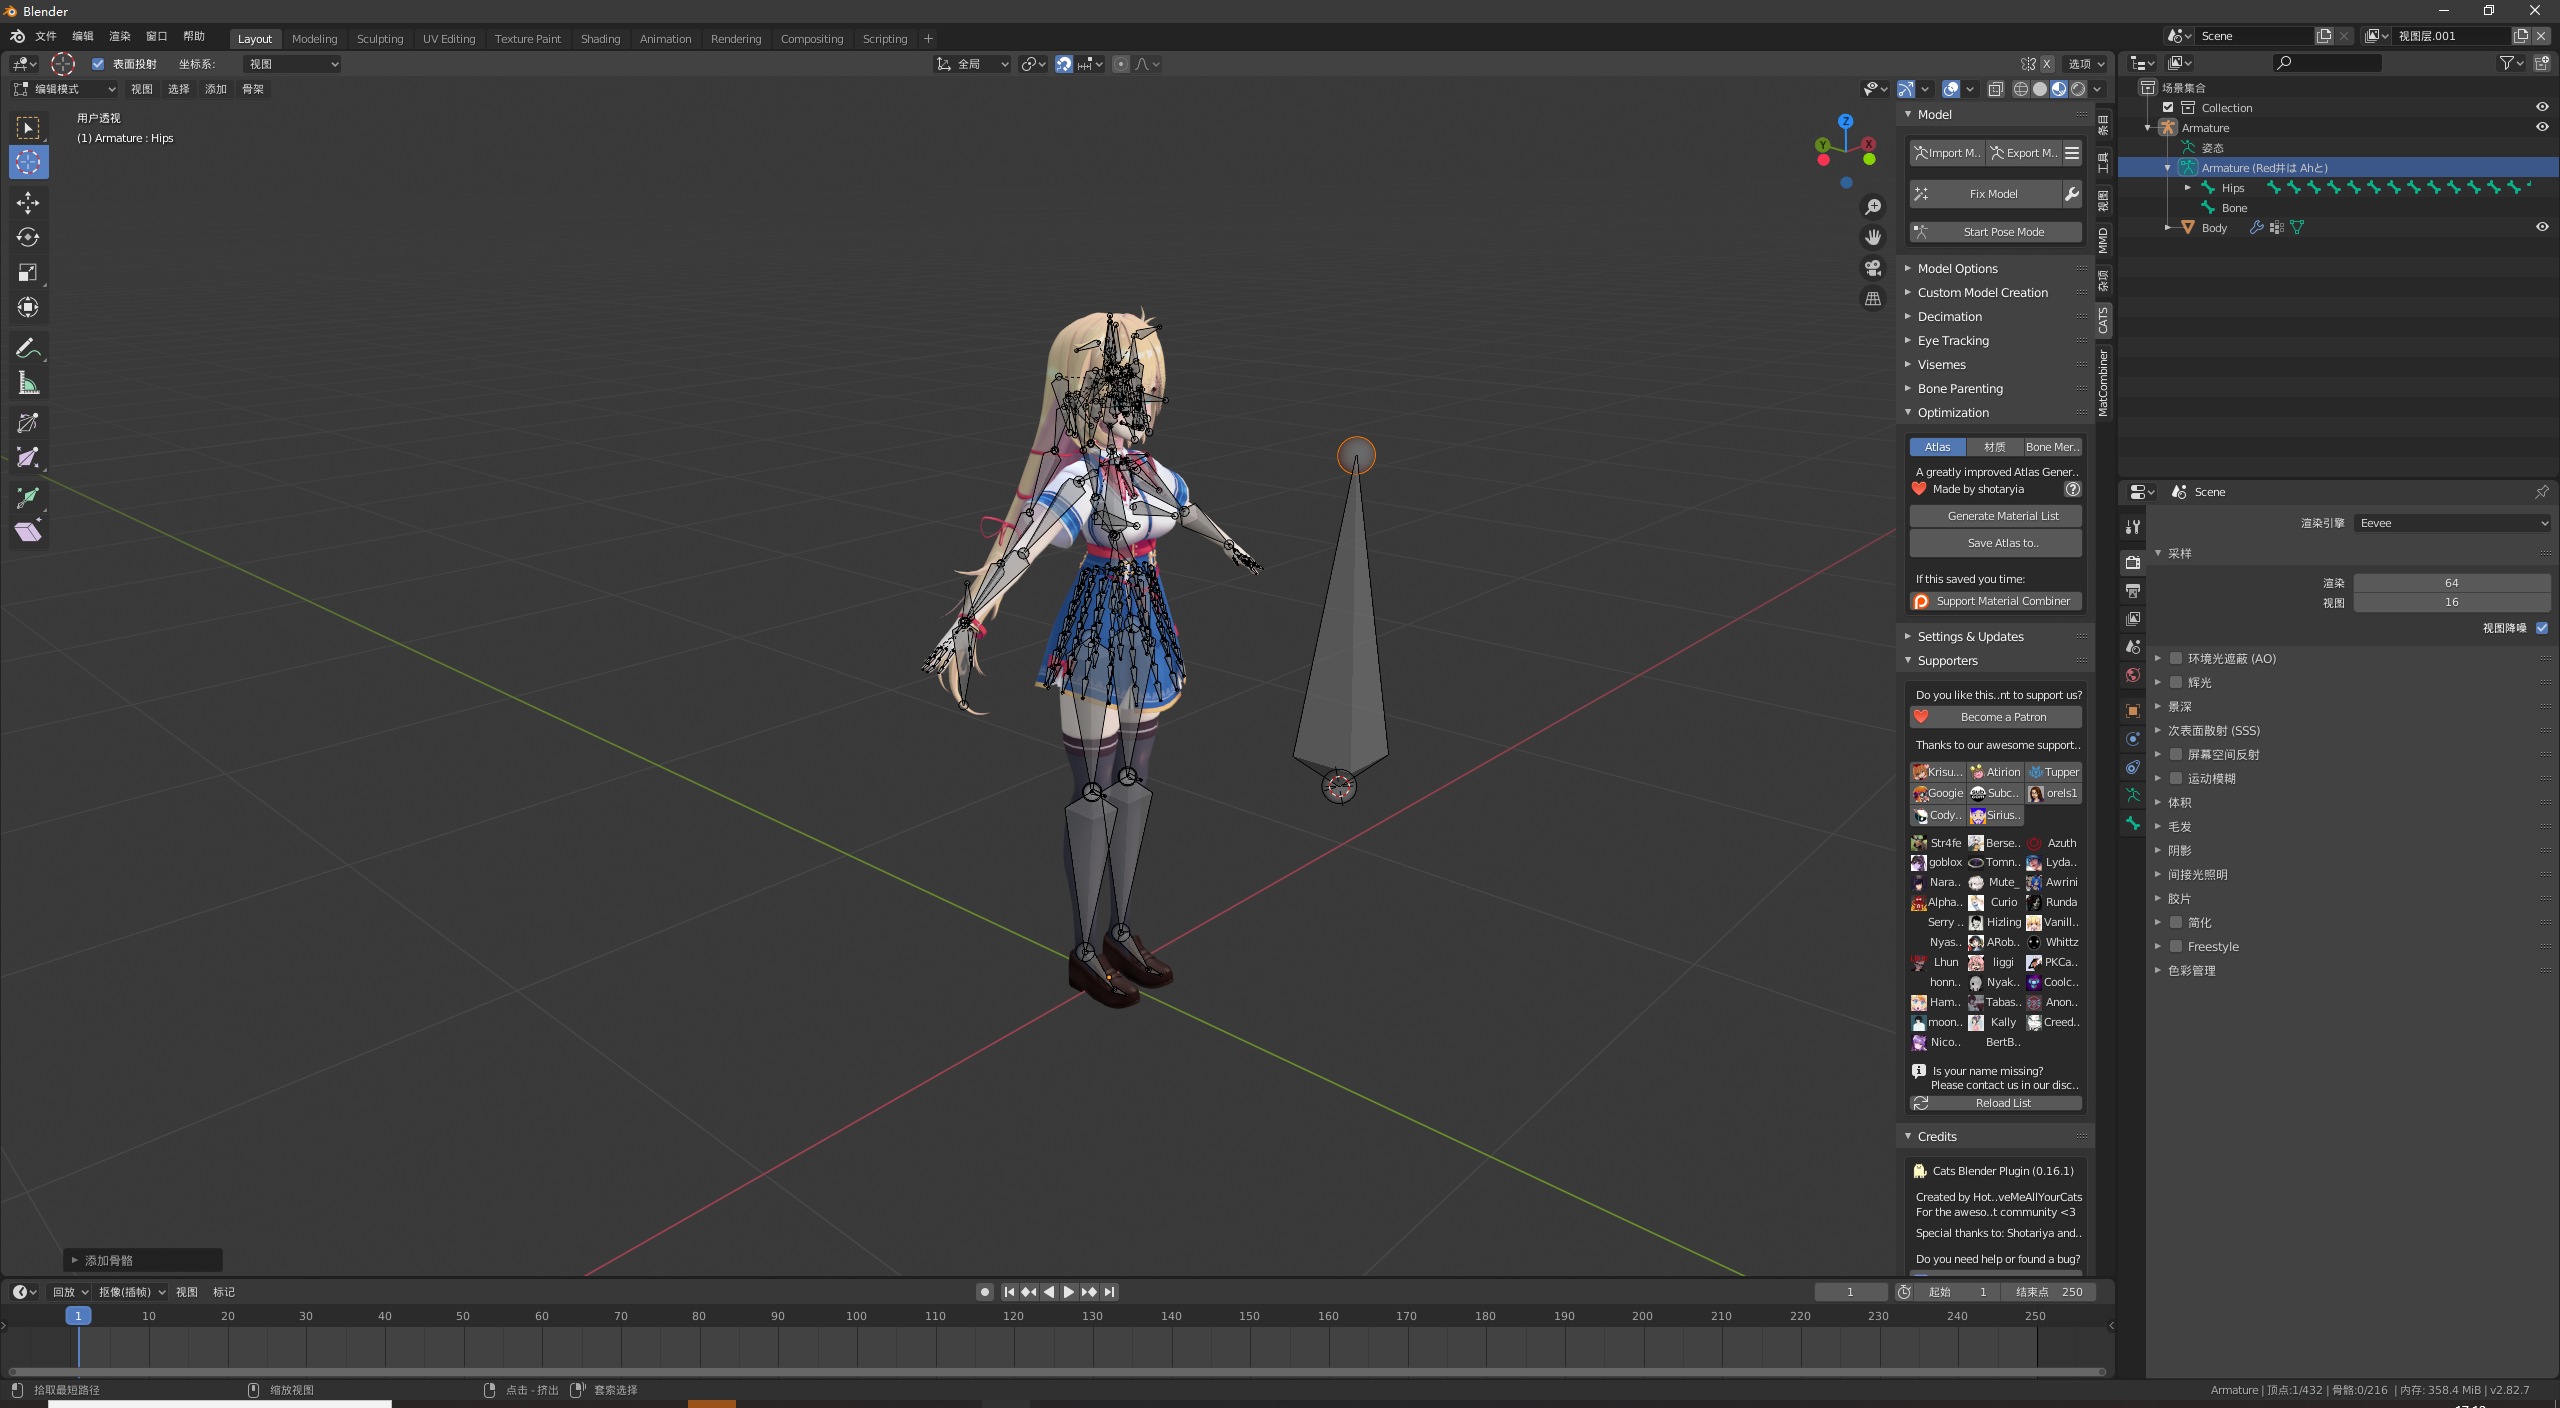 Blender
文件 编辑 渲染 窗口 帮助 Layout Modeling Sculpting UV Editing Texture Paint Shading Animation Rendering Compositing Scripting +
Scene 视图层.001
表面投射 坐标系: 视图 全局 X 选项
编辑模式 视图 选择 添加 骨架
用户透视
(1) Armature : Hips
Z
Y X
Model
Import M.. Export M..
Fix Model
Start Pose Mode
Model Options
Custom Model Creation
Decimation
Eye Tracking
Visemes
Bone Parenting
Optimization
Atlas 材质 Bone Mer..
A greatly improved Atlas Gener..
Made by shotaryia
Generate Material List
Save Atlas to..
If this saved you time:
Support Material Combiner
Settings & Updates
Supporters
Do you like this..nt to support us?
Become a Patron
Thanks to our awesome support..
Krisu... Atirion Tupper
Googie Subc.. orels1
Cody.. Sirius..
Str4fe Berse.. Azuth
goblox Tomn.. Lyda..
Nara.. Mute_ Awrini
Alpha.. Curio Runda
Serry .. Hizling Vanill..
Nyas.. ARob.. Whittz
Lhun Iiggi PKCa..
honn.. Nyak.. Coolc..
Ham.. Tabas.. Anon..
moon.. Kally Creed..
Nico.. BertB..
Is your name missing?
Please contact us in our disc..
Reload List
Credits
Cats Blender Plugin (0.16.1)
Created by Hot..veMeAllYourCats
For the aweso..t community <3
Special thanks to: Shotariya and..
Do you need help or found a bug?
条目
工具
视图
MMD
杂项
CATS
MatCombiner
场景集合
Collection
Armature
姿态
Armature (Red井は Ahと)
Hips
Bone
Body
Scene
渲染引擎 Eevee
采样
渲染 64
视图 16
视图降噪
环境光遮蔽 (AO)
辉光
景深
次表面散射 (SSS)
屏幕空间反射
运动模糊
体积
毛发
阴影
间接光照明
胶片
简化
Freestyle
色彩管理
添加骨骼
回放 抠像(插帧) 视图 标记 1 起始 1 结束点 250
1 10 20 30 40 50 60 70 80 90 100 110 120 130 140 150 160 170 180 190 200 210 220 230 240 250
拾取最短路径 缩放视图 点击 - 挤出 套索选择 Armature | 顶点:1/432 | 骨骼:0/216 | 内存: 358.4 MiB | v2.82.7